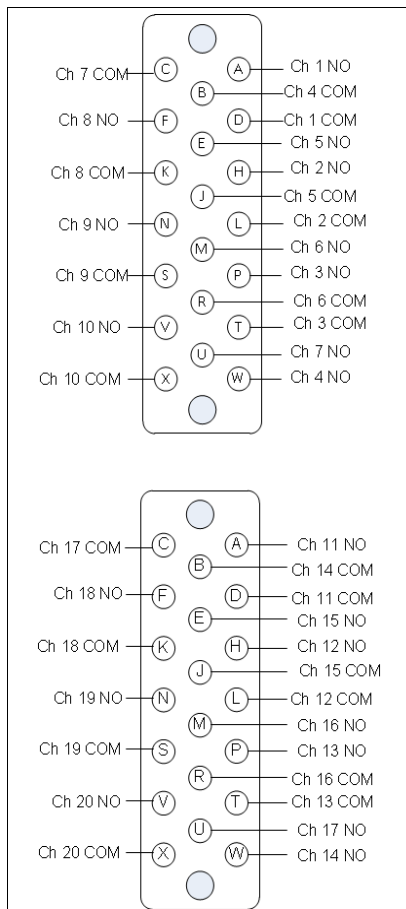 Ch 7 COM C A Ch 1 NO
B Ch 4 COM
Ch 8 NO F D Ch 1 COM
E Ch 5 NO
Ch 8 COM K H Ch 2 NO
J Ch 5 COM
Ch 9 NO N L Ch 2 COM
M Ch 6 NO
Ch 9 COM S P Ch 3 NO
R Ch 6 COM
Ch 10 NO V T Ch 3 COM
U Ch 7 NO
Ch 10 COM X W Ch 4 NO
Ch 17 COM C A Ch 11 NO
B Ch 14 COM
Ch 18 NO F D Ch 11 COM
E Ch 15 NO
Ch 18 COM K H Ch 12 NO
J Ch 15 COM
Ch 19 NO N L Ch 12 COM
M Ch 16 NO
Ch 19 COM S P Ch 13 NO
R Ch 16 COM
Ch 20 NO V T Ch 13 COM
U Ch 17 NO
Ch 20 COM X W Ch 14 NO